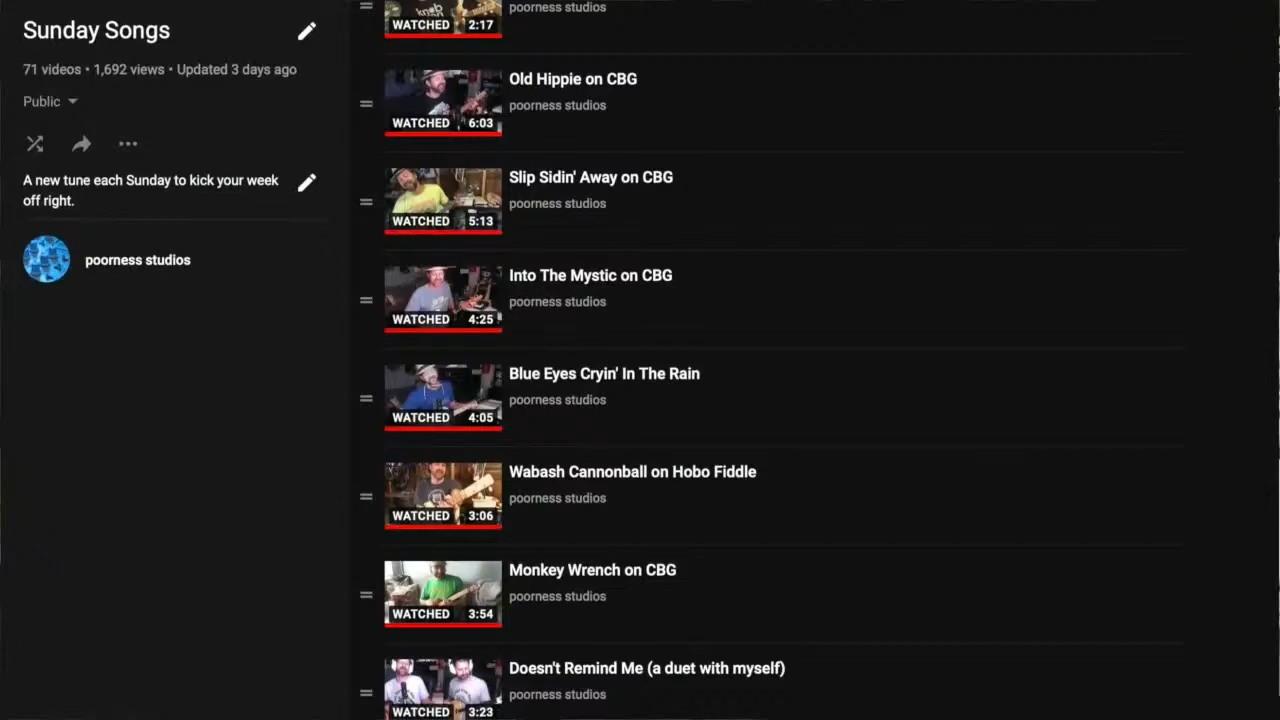 Sunday Songs
71 videos • 1,692 views • Updated 3 days ago
Public
A new tune each Sunday to kick your week
off right.
poorness studios
poorness studios
WATCHED 2:17
Old Hippie on CBG
poorness studios
WATCHED 6:03
Slip Sidin' Away on CBG
poorness studios
WATCHED 5:13
Into The Mystic on CBG
poorness studios
WATCHED 4:25
Blue Eyes Cryin' In The Rain
poorness studios
WATCHED 4:05
Wabash Cannonball on Hobo Fiddle
poorness studios
WATCHED 3:06
Monkey Wrench on CBG
poorness studios
WATCHED 3:54
Doesn't Remind Me (a duet with myself)
poorness studios
WATCHED 3:23